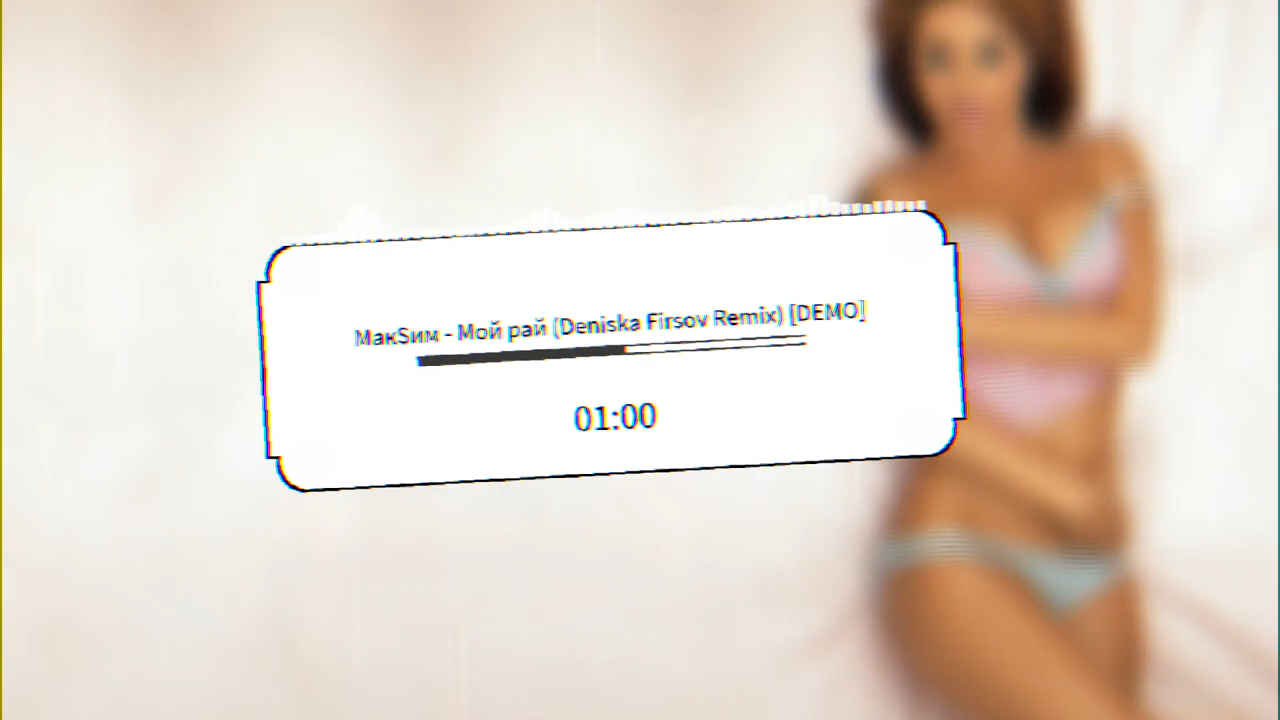 МакSим - Мой рай (Deniska Firsov Remix) [DEMO]
01:00